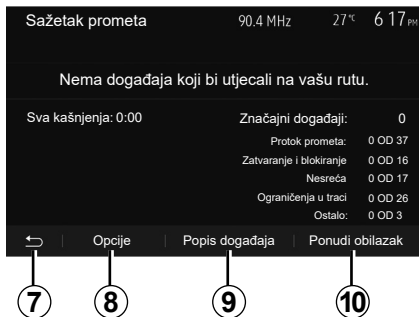 Sažetak prometa 90.4 MHz 27°C 6 17 PM
Nema događaja koji bi utjecali na vašu rutu.
Sva kašnjenja: 0:00 Značajni događaji: 0
Protok prometa: 0 OD 37
Zatvaranje i blokiranje 0 OD 16
Nesreća 0 OD 17
Ograničenja u traci 0 OD 26
Ostalo: 0 OD 3
Opcije Popis događaja Ponudi obilazak
7 8 9 10